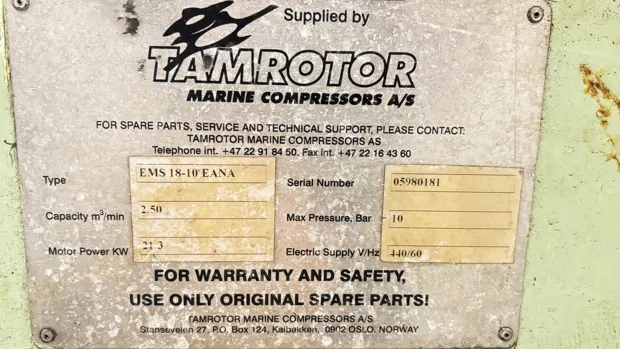 Supplied by
TAMROTOR
MARINE COMPRESSORS A/S
FOR SPARE PARTS, SERVICE AND TECHNICAL SUPPORT, PLEASE CONTACT:
TAMROTOR MARINE COMPRESSORS AS
Telephone int. +47 22 91 84 50. Fax int. +47 22 16 43 60
Type EMS 18-10 EANA Serial Number 05980181
Capacity m³/min 2.50 Max Pressure, Bar 10
Motor Power KW 21.3 Electric Supply V/Hz 440/60
FOR WARRANTY AND SAFETY,
USE ONLY ORIGINAL SPARE PARTS!
TAMROTOR MARINE COMPRESSORS A/S
Stanseveien 27, P.O. Box 124, Kalbakken, 0902 OSLO, NORWAY